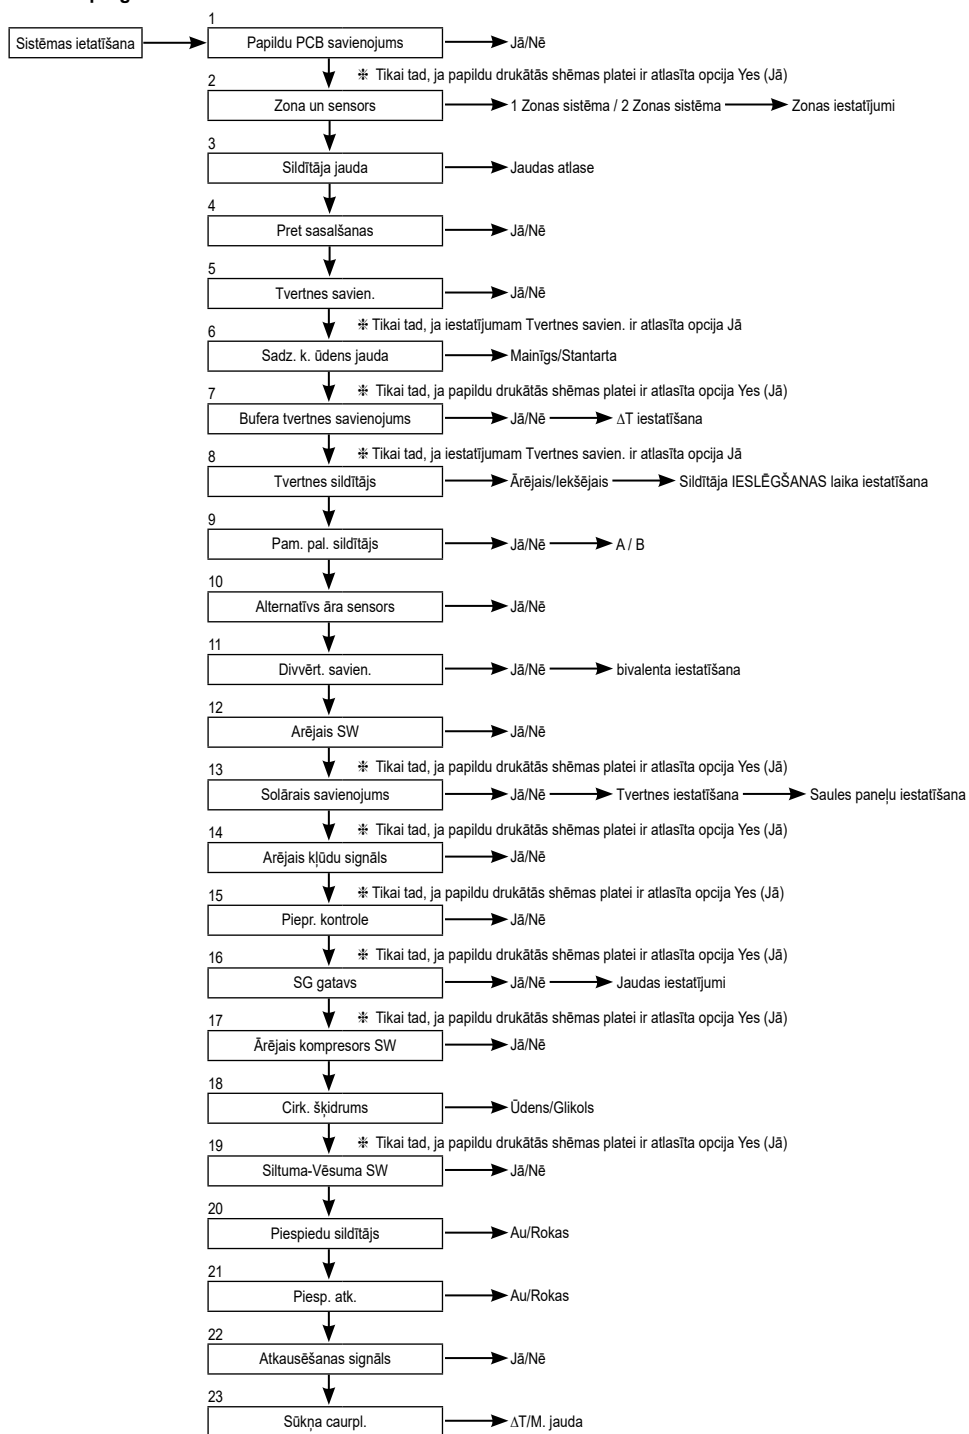 1
Sistēmas ietatīšana
Papildu PCB savienojums
Jā/Nē
❉ Tikai tad, ja papildu drukātās shēmas platei ir atlasīta opcija Yes (Jā)
2
Zona un sensors
1 Zonas sistēma / 2 Zonas sistēma
Zonas iestatījumi
3
Sildītāja jauda
Jaudas atlase
4
Pret sasalšanas
Jā/Nē
5
Tvertnes savien.
Jā/Nē
❉ Tikai tad, ja iestatījumam Tvertnes savien. ir atlasīta opcija Jā
6
Sadz. k. ūdens jauda
Mainīgs/Stantarta
❉ Tikai tad, ja papildu drukātās shēmas platei ir atlasīta opcija Yes (Jā)
7
Bufera tvertnes savienojums
Jā/Nē
∆T iestatīšana
❉ Tikai tad, ja iestatījumam Tvertnes savien. ir atlasīta opcija Jā
8
Tvertnes sildītājs
Ārējais/Iekšējais
Sildītāja IESLĒGŠANAS laika iestatīšana
9
Pam. pal. sildītājs
Jā/Nē
A / B
10
Alternatīvs āra sensors
Jā/Nē
11
Divvērt. savien.
Jā/Nē
bivalenta iestatīšana
12
Arējais SW
Jā/Nē
❉ Tikai tad, ja papildu drukātās shēmas platei ir atlasīta opcija Yes (Jā)
13
Solārais savienojums
Jā/Nē
Tvertnes iestatīšana
Saules paneļu iestatīšana
❉ Tikai tad, ja papildu drukātās shēmas platei ir atlasīta opcija Yes (Jā)
14
Arējais kļūdu signāls
Jā/Nē
❉ Tikai tad, ja papildu drukātās shēmas platei ir atlasīta opcija Yes (Jā)
15
Piepr. kontrole
Jā/Nē
❉ Tikai tad, ja papildu drukātās shēmas platei ir atlasīta opcija Yes (Jā)
16
SG gatavs
Jā/Nē
Jaudas iestatījumi
❉ Tikai tad, ja papildu drukātās shēmas platei ir atlasīta opcija Yes (Jā)
17
Ārējais kompresors SW
Jā/Nē
18
Cirk. šķidrums
Ūdens/Glikols
❉ Tikai tad, ja papildu drukātās shēmas platei ir atlasīta opcija Yes (Jā)
19
Siltuma-Vēsuma SW
Jā/Nē
20
Piespiedu sildītājs
Au/Rokas
21
Piesp. atk.
Au/Rokas
22
Atkausēšanas signāls
Jā/Nē
23
Sūkņa caurpl.
∆T/M. jauda